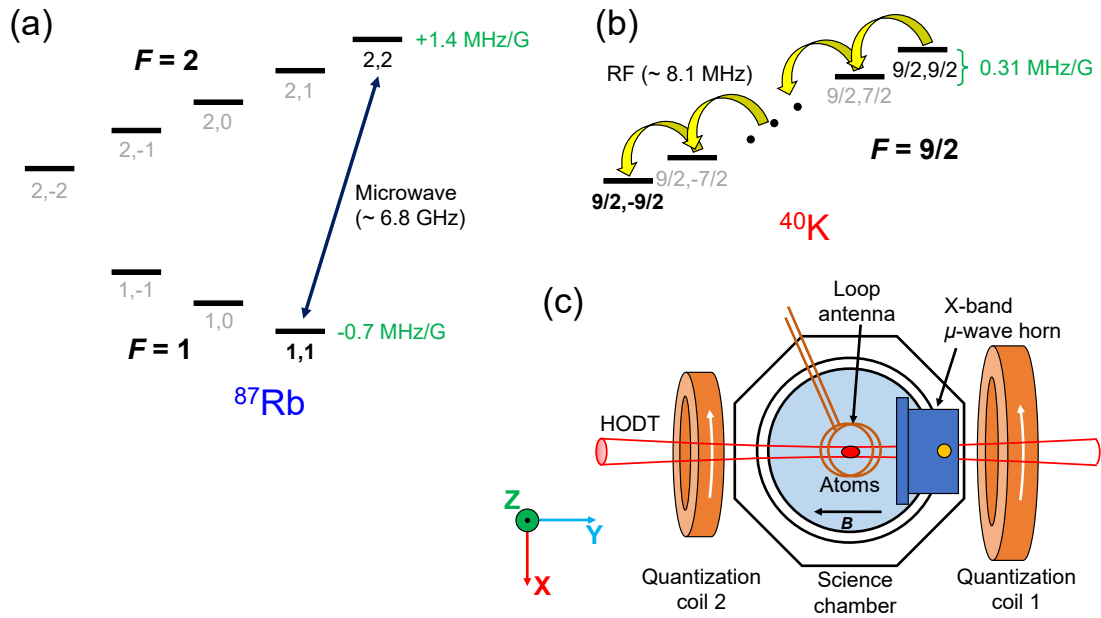 (a)
F = 2
2,2
+1.4 MHz/G
2,1
2,0
2,-1
2,-2
Microwave
(~ 6.8 GHz)
1,-1
1,0
1,1
-0.7 MHz/G
F = 1
87Rb
(b)
RF (~ 8.1 MHz)
9/2,9/2
0.31 MHz/G
9/2,7/2
F = 9/2
9/2,-7/2
9/2,-9/2
40K
(c)
Loop
antenna
X-band
μ-wave horn
HODT
Atoms
B
Z
Y
X
Quantization
coil 2
Science
chamber
Quantization
coil 1